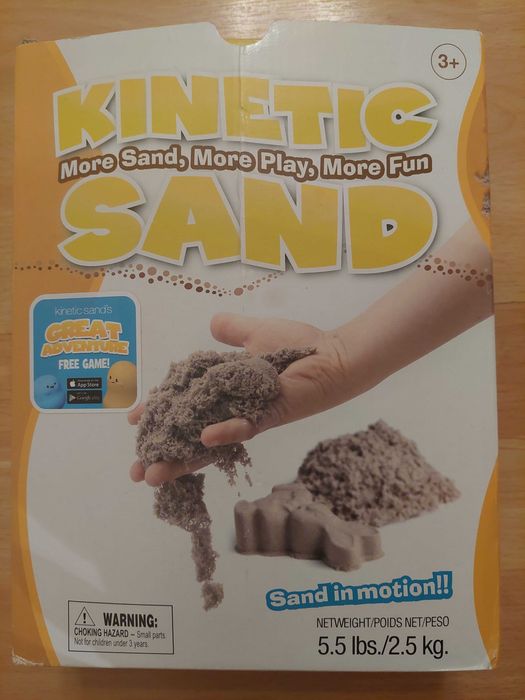 3+
KINETIC
More Sand, More Play, More Fun
SAND
kinetic sand's
GREAT
ADVENTURE
FREE GAME!
App Store
Google play
Sand in motion!!
⚠ WARNING:
CHOKING HAZARD – Small parts
Not for children under 3 years.
NETWEIGHT/POIDS NET/PESO
5.5 lbs./2.5 kg.